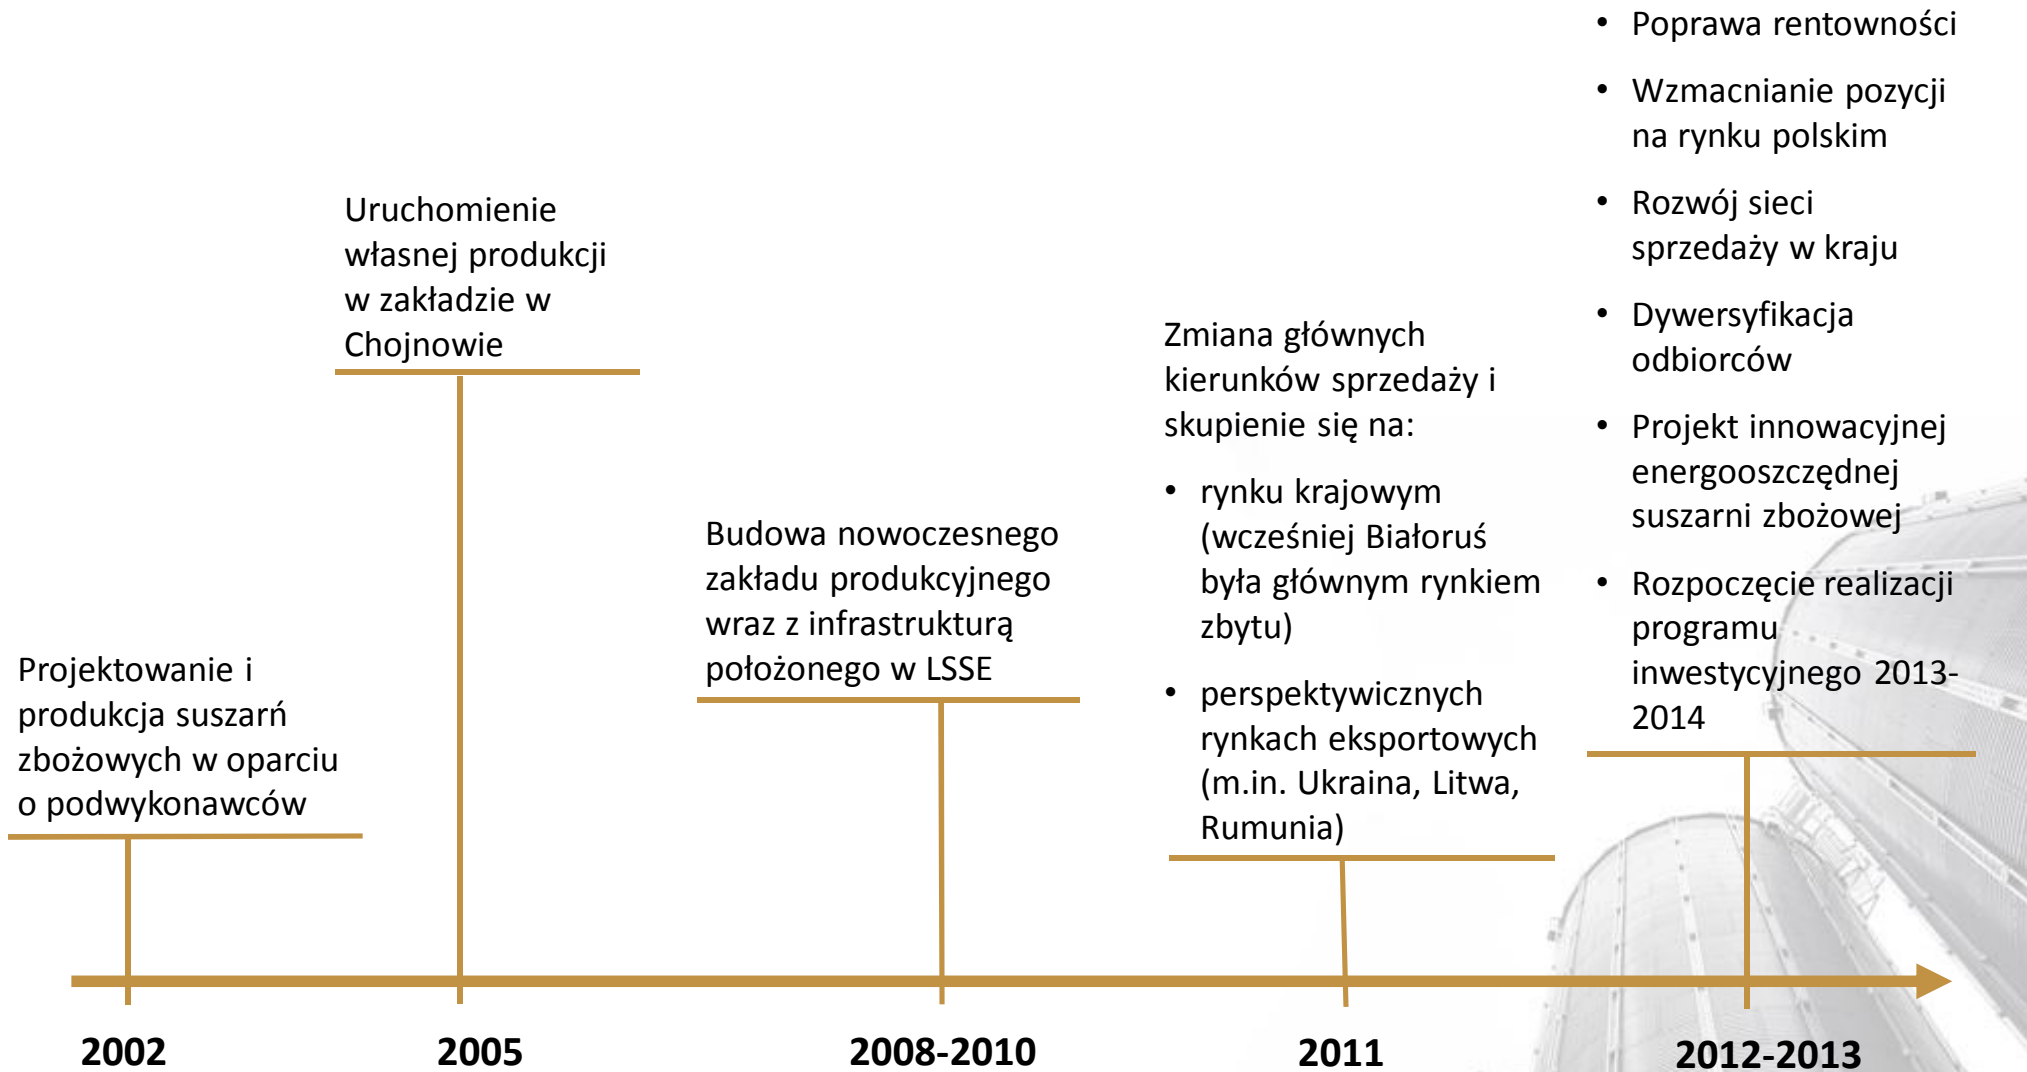 Projektowanie i
produkcja suszarń
zbożowych w oparciu
o podwykonawców
Uruchomienie
własnej produkcji
w zakładzie w
Chojnowie
Budowa nowoczesnego
zakładu produkcyjnego
wraz z infrastrukturą
położonego w LSSE
Zmiana głównych
kierunków sprzedaży i
skupienie się na:
• rynku krajowym
(wcześniej Białoruś
była głównym rynkiem
zbytu)
• perspektywicznych
rynkach eksportowych
(m.in. Ukraina, Litwa,
Rumunia)
• Poprawa rentowności
• Wzmacnianie pozycji
na rynku polskim
• Rozwój sieci
sprzedaży w kraju
• Dywersyfikacja
odbiorców
• Projekt innowacyjnej
energooszczędnej
suszarni zbożowej
• Rozpoczęcie realizacji
programu
inwestycyjnego 2013-
2014
2002
2005
2008-2010
2011
2012-2013